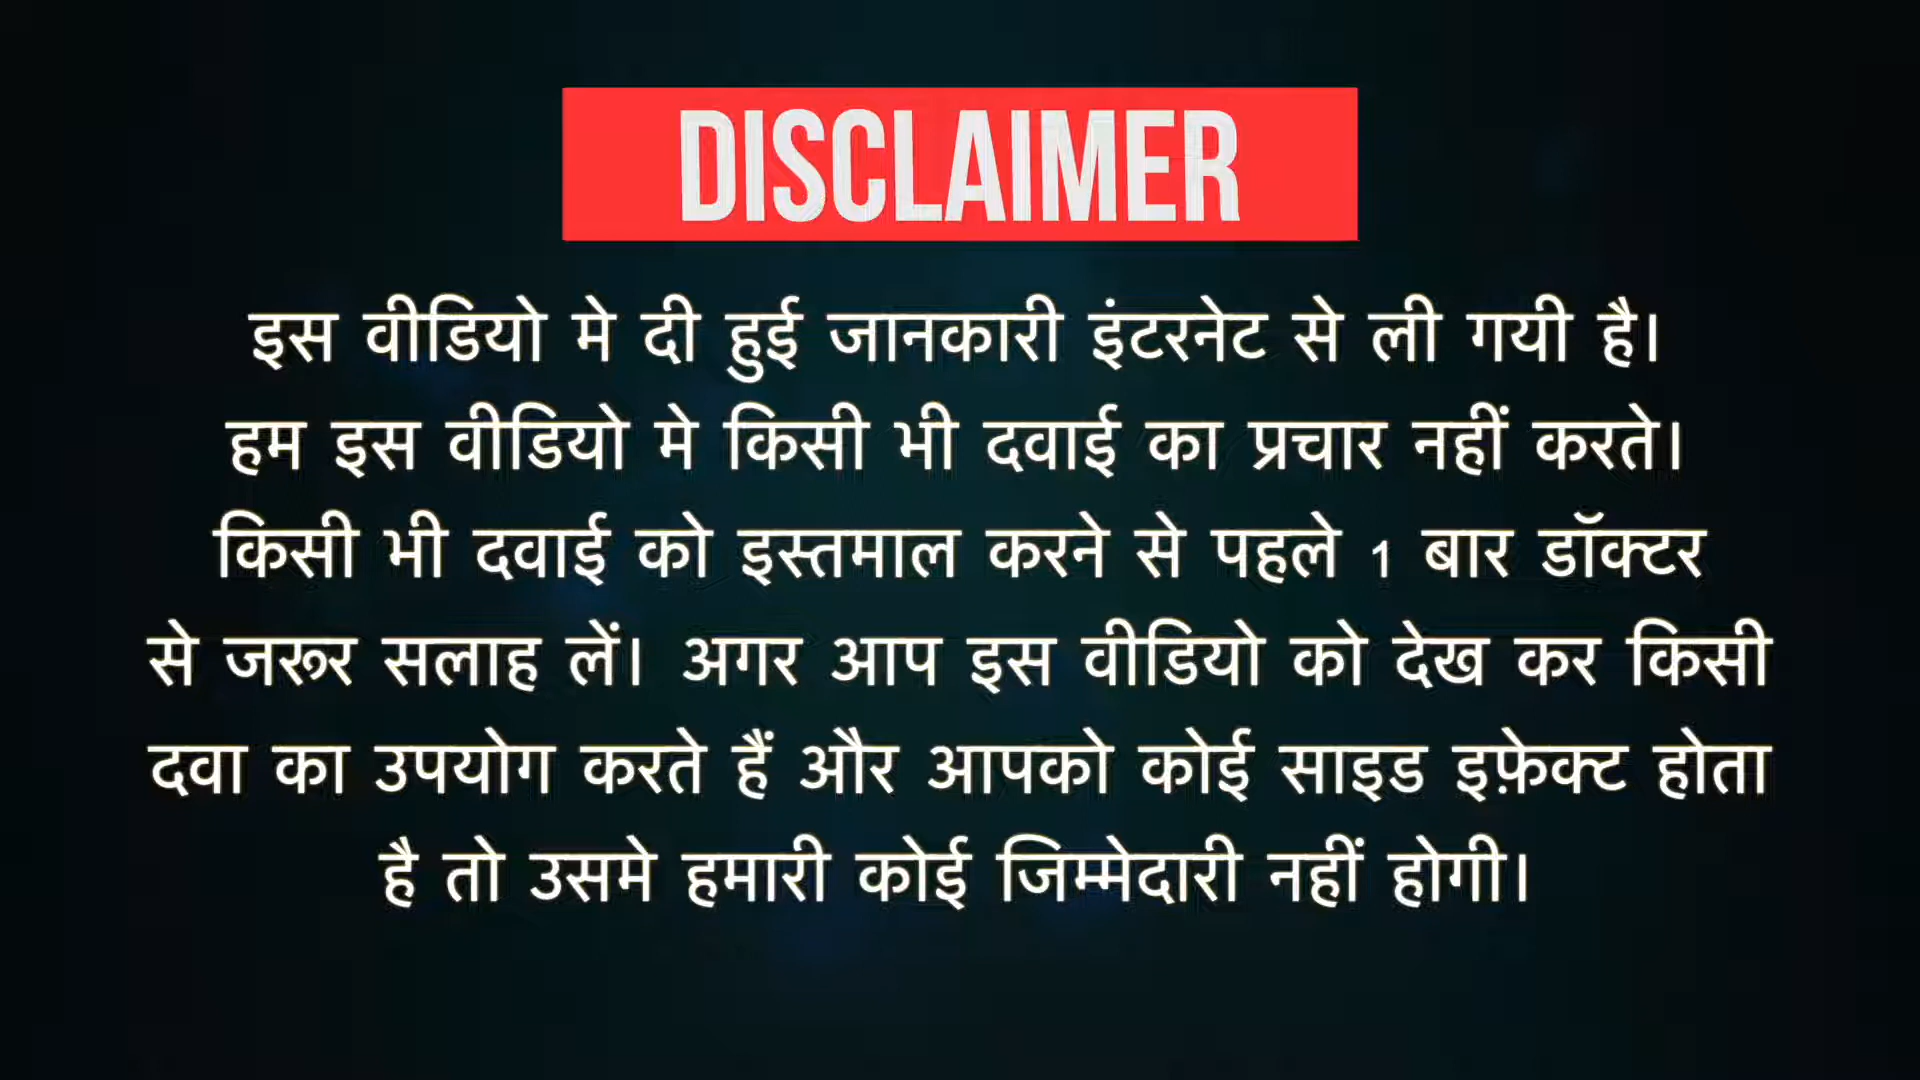 DISCLAIMER
इस वीडियो मे दी हुई जानकारी इंटरनेट से ली गयी है।
हम इस वीडियो मे किसी भी दवाई का प्रचार नहीं करते।
किसी भी दवाई को इस्तमाल करने से पहले 1 बार डॉक्टर
से जरूर सलाह लें। अगर आप इस वीडियो को देख कर किसी
दवा का उपयोग करते हैं और आपको कोई साइड इफ़ेक्ट होता
है तो उसमे हमारी कोई जिम्मेदारी नहीं होगी।